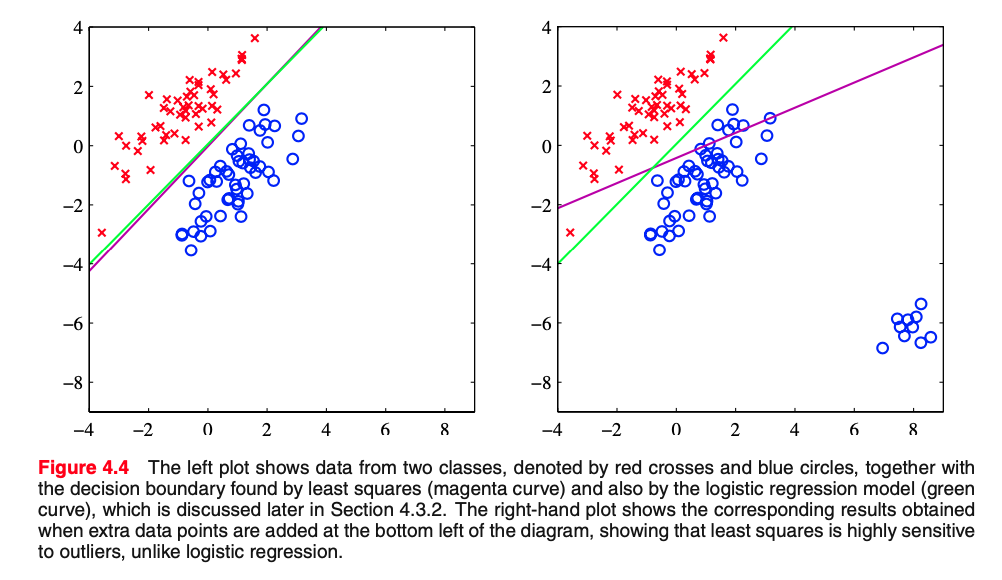 4
2
0
−2
−4
−6
−8
−4 −2 0 2 4 6 8
4
2
0
−2
−4
−6
−8
−4 −2 0 2 4 6 8
Figure 4.4 The left plot shows data from two classes, denoted by red crosses and blue circles, together with
the decision boundary found by least squares (magenta curve) and also by the logistic regression model (green
curve), which is discussed later in Section 4.3.2. The right-hand plot shows the corresponding results obtained
when extra data points are added at the bottom left of the diagram, showing that least squares is highly sensitive
to outliers, unlike logistic regression.